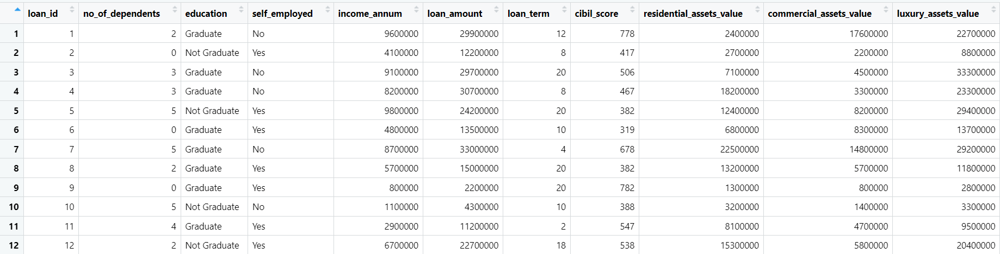 loan_id no_of_dependents education self_employed income_annum loan_amount loan_term cibil_score residential_assets_value commercial_assets_value luxury_assets_value
1 1 2 Graduate No 9600000 29900000 12 778 2400000 17600000 22700000
2 2 0 Not Graduate Yes 4100000 12200000 8 417 2700000 2200000 8800000
3 3 3 Graduate No 9100000 29700000 20 506 7100000 4500000 33300000
4 4 3 Graduate No 8200000 30700000 8 467 18200000 3300000 23300000
5 5 5 Not Graduate Yes 9800000 24200000 20 382 12400000 8200000 29400000
6 6 0 Graduate Yes 4800000 13500000 10 319 6800000 8300000 13700000
7 7 5 Graduate No 8700000 33000000 4 678 22500000 14800000 29200000
8 8 2 Graduate Yes 5700000 15000000 20 382 13200000 5700000 11800000
9 9 0 Graduate Yes 800000 2200000 20 782 1300000 800000 2800000
10 10 5 Not Graduate No 1100000 4300000 10 388 3200000 1400000 3300000
11 11 4 Graduate Yes 2900000 11200000 2 547 8100000 4700000 9500000
12 12 2 Not Graduate Yes 6700000 22700000 18 538 15300000 5800000 20400000